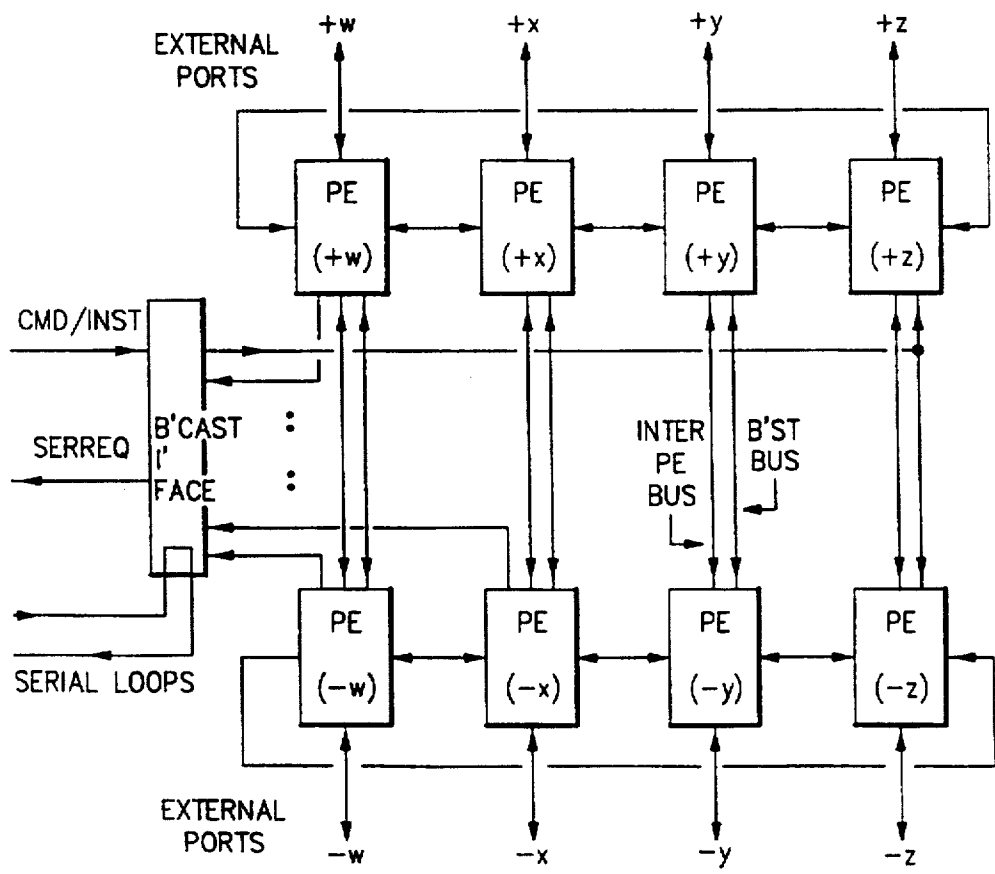 +w +x +y +z
EXTERNAL
PORTS
PE PE PE PE
(+w) (+x) (+y) (+z)
CMD/INST
B'CAST
I'
FACE
SERREQ
INTER
PE
BUS
B'ST
BUS
SERIAL LOOPS
PE PE PE PE
(−w) (−x) (−y) (−z)
EXTERNAL
PORTS
−w −x −y −z